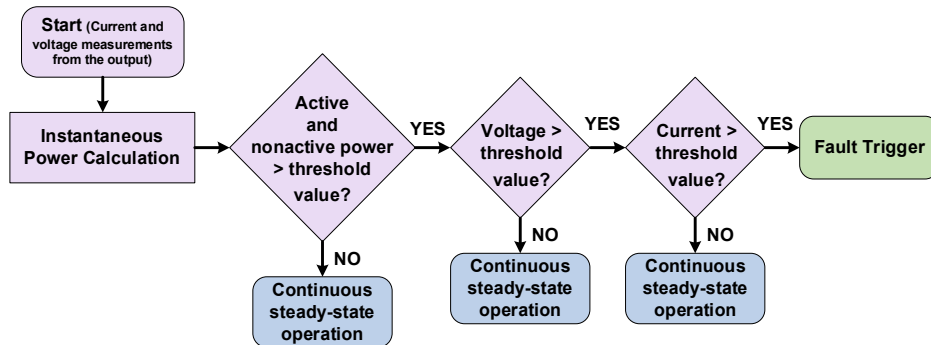 Start (Current and
voltage measurements
from the output)
Instantaneous
Power Calculation
Active
and
nonactive power
> threshold
value?
YES
Voltage >
threshold
value?
YES
Current >
threshold
value?
YES
Fault Trigger
NO
Continuous
steady-state
operation
NO
Continuous
steady-state
operation
NO
Continuous
steady-state
operation